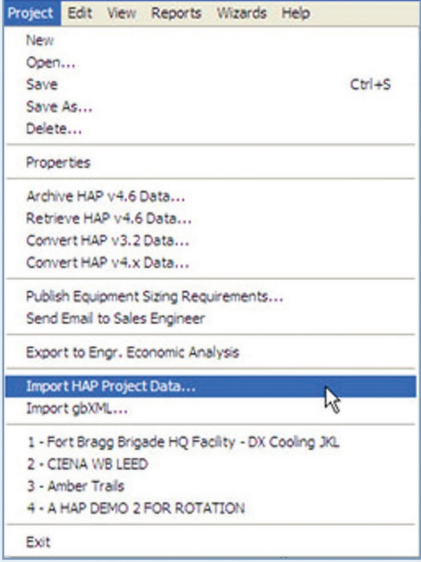 Project Edit View Reports Wizards Help
New
Open...
Save Ctrl+S
Save As...
Delete...
Properties
Archive HAP v4.6 Data...
Retrieve HAP v4.6 Data...
Convert HAP v3.2 Data...
Convert HAP v4.x Data...
Publish Equipment Sizing Requirements...
Send Email to Sales Engineer
Export to Engr. Economic Analysis
Import HAP Project Data...
Import gbXML...
1 - Fort Bragg Brigade HQ Facility - DX Cooling JKL
2 - CIENA WB LEED
3 - Amber Trails
4 - A HAP DEMO 2 FOR ROTATION
Exit